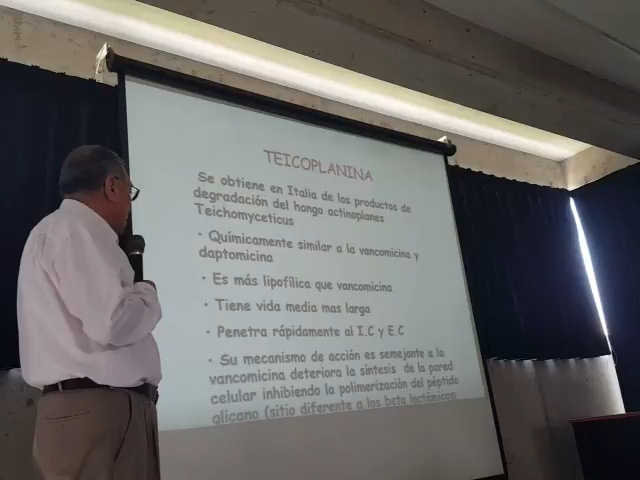 TEICOPLANINA
Se obtiene en Italia de los productos de
degradación del hongo actinoplanes
Teichomyceticus
• Químicamente similar a la vancomicina y
daptomicina
• Es más lipofílica que vancomicina
• Tiene vida media mas larga
• Penetra rápidamente al I.C y E.C
• Su mecanismo de acción es semejante a la
vancomicina deteriora la síntesis de la pared
celular inhibiendo la polimerización del péptido
glicano (sitio diferente a los beta lactámicos